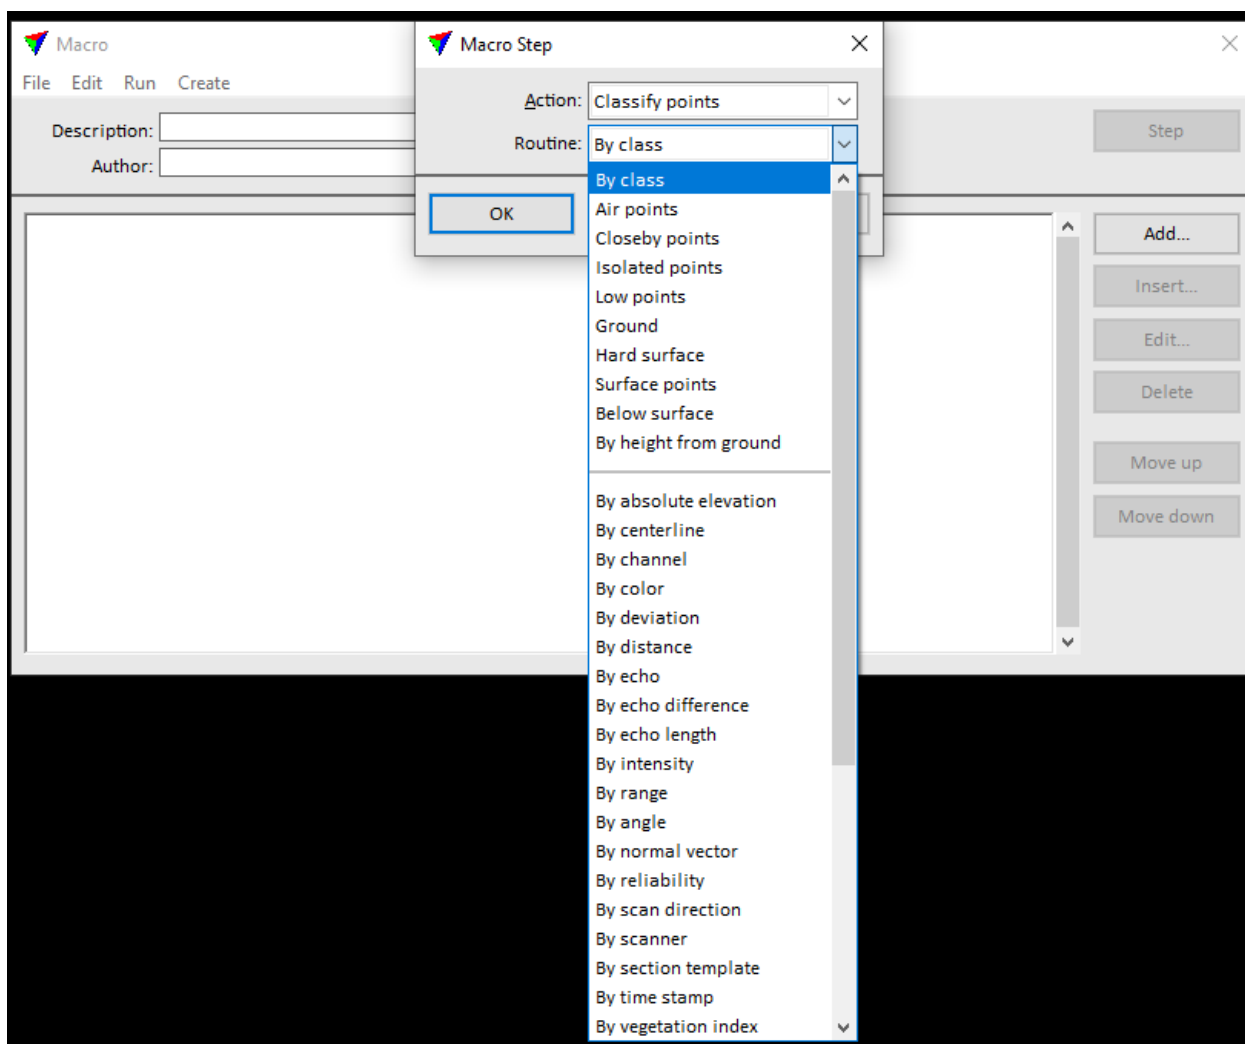 Macro
File Edit Run Create
Description:
Author:
Macro Step
Action: Classify points
Routine: By class
OK
By class
Air points
Closeby points
Isolated points
Low points
Ground
Hard surface
Surface points
Below surface
By height from ground
By absolute elevation
By centerline
By channel
By color
By deviation
By distance
By echo
By echo difference
By echo length
By intensity
By range
By angle
By normal vector
By reliability
By scan direction
By scanner
By section template
By time stamp
By vegetation index
Step
Add...
Insert...
Edit...
Delete
Move up
Move down